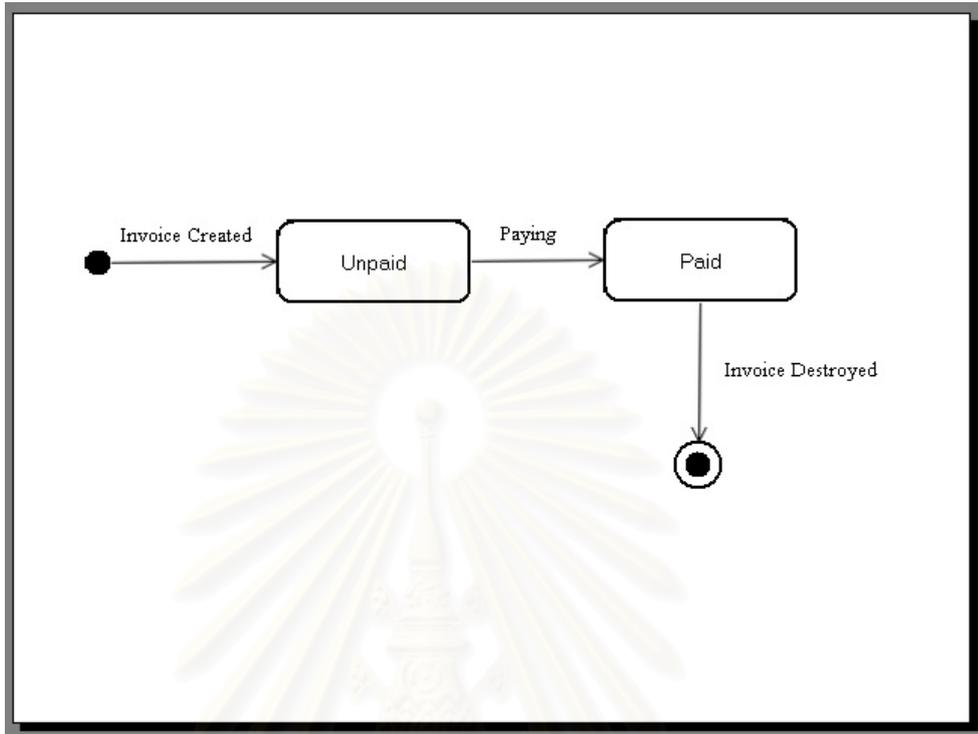 Invoice Created
Unpaid
Paying
Paid
Invoice Destroyed